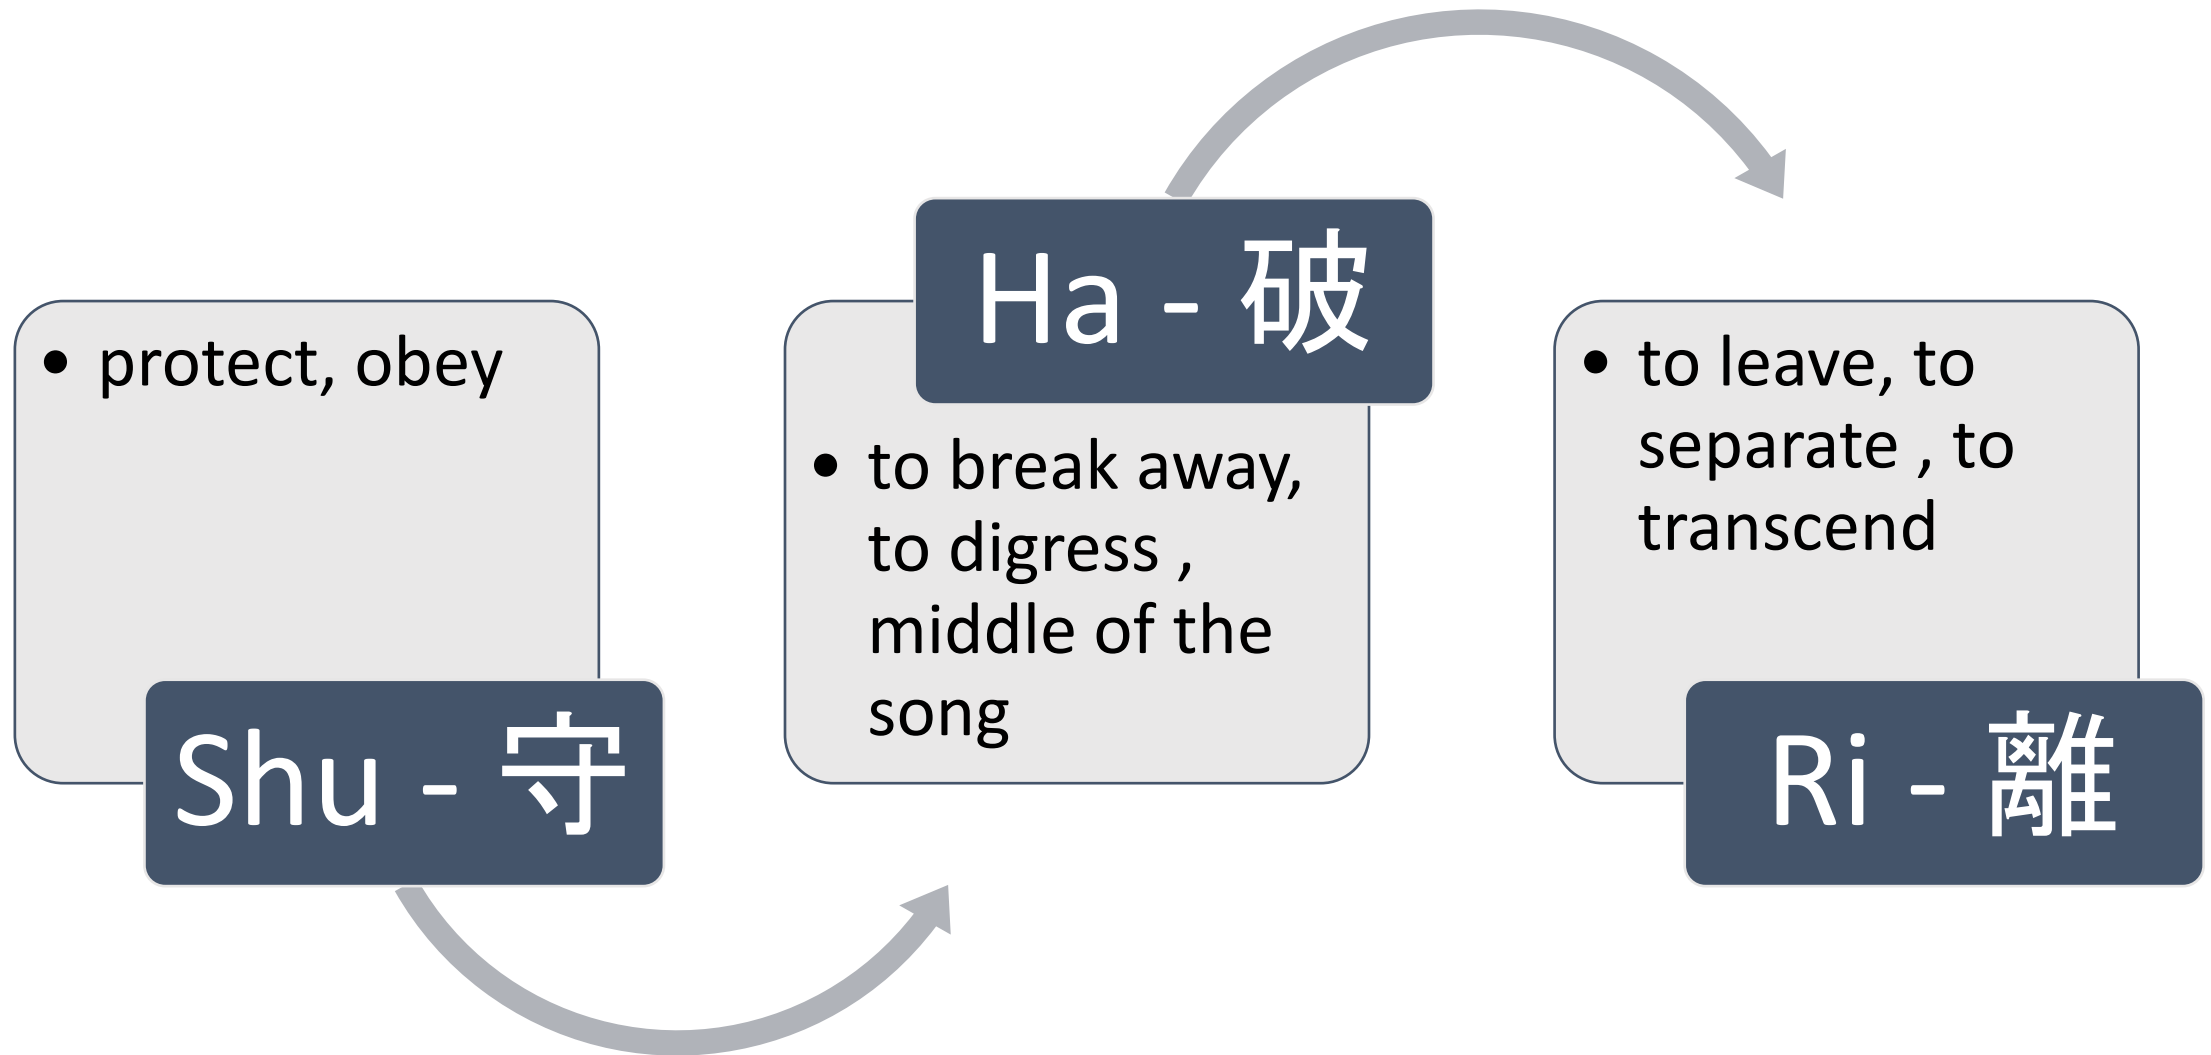 • protect, obey
Shu - 守
Ha - 破
• to break away,
to digress ,
middle of the
song
• to leave, to
separate , to
transcend
Ri - 離